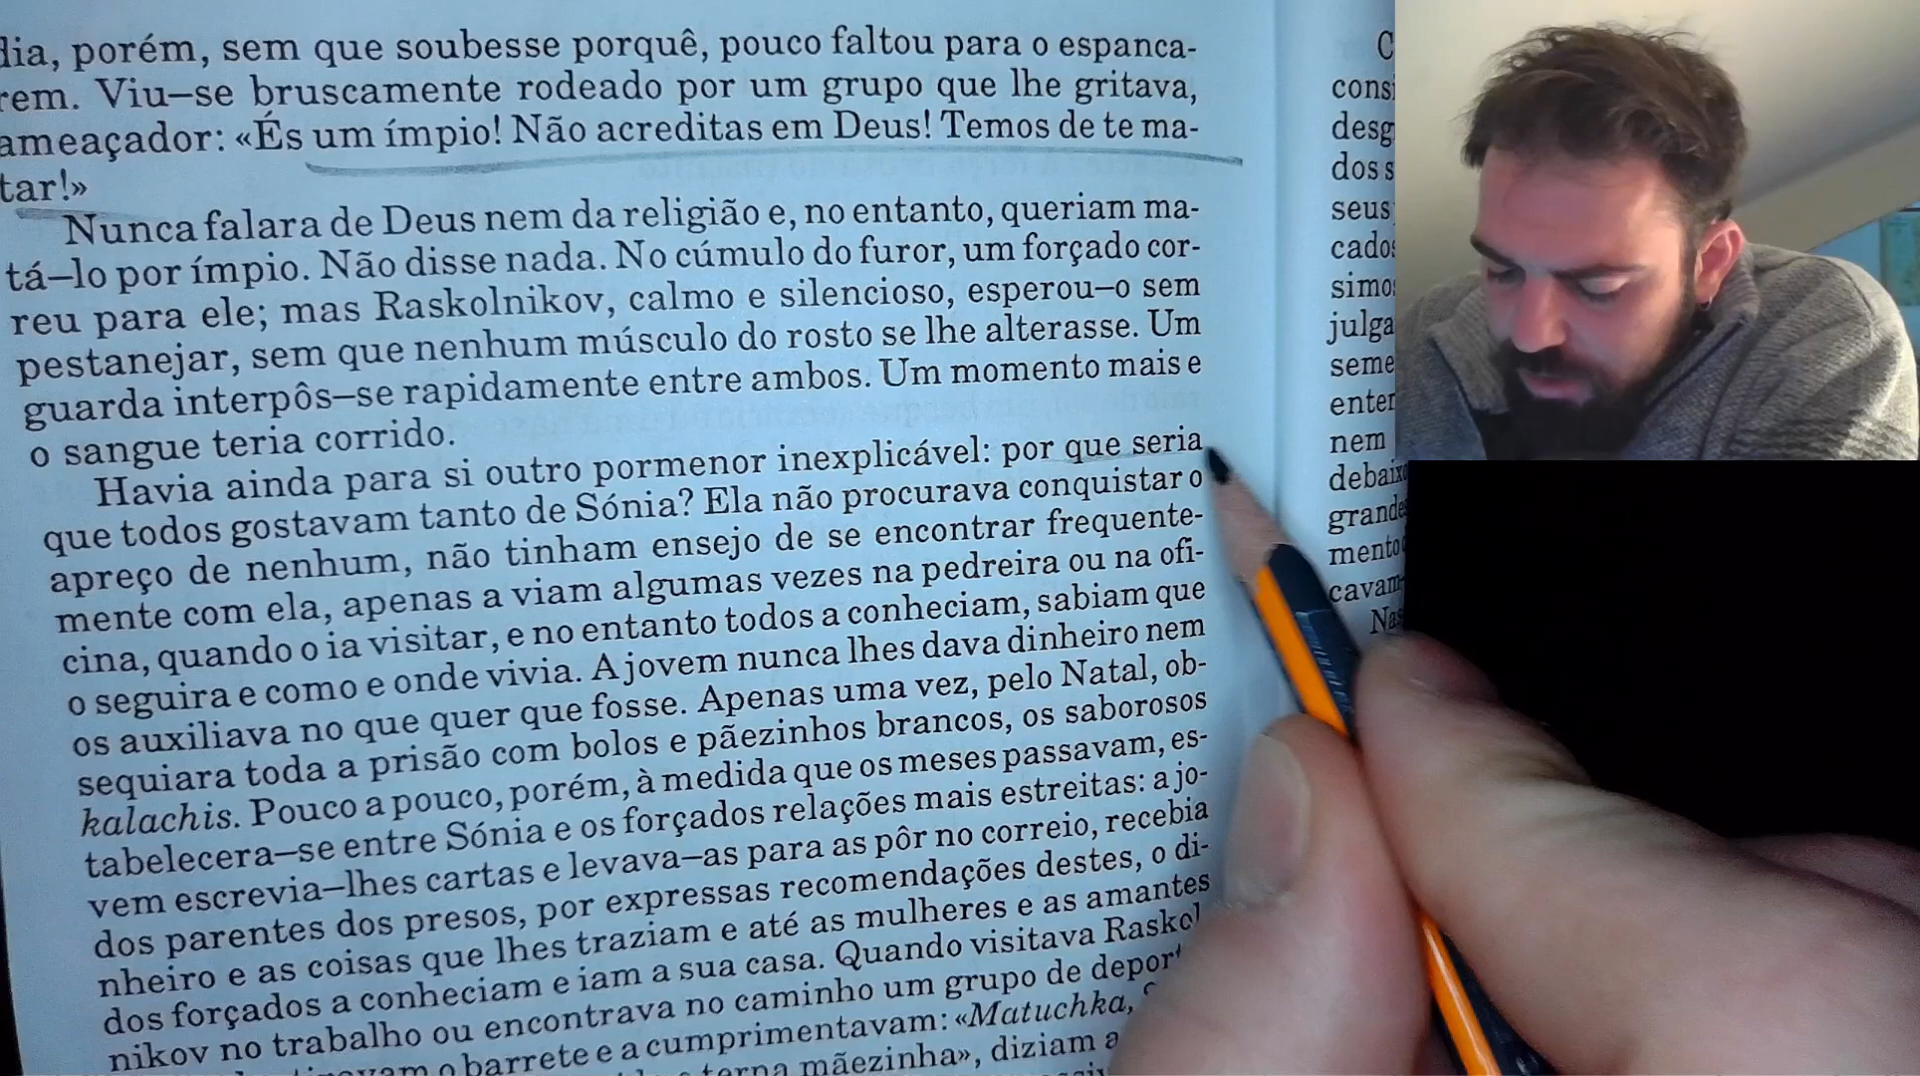 dia, porém, sem que soubesse porquê, pouco faltou para o espanca-
rem. Viu—se bruscamente rodeado por um grupo que lhe gritava,
ameaçador: «És um ímpio! Não acreditas em Deus! Temos de te ma-
tar!»
Nunca falara de Deus nem da religião e, no entanto, queriam ma-
tá—lo por ímpio. Não disse nada. No cúmulo do furor, um forçado cor-
reu para ele; mas Raskolnikov, calmo e silencioso, esperou—o sem
pestanejar, sem que nenhum músculo do rosto se lhe alterasse. Um
guarda interpôs—se rapidamente entre ambos. Um momento mais e
o sangue teria corrido.
Havia ainda para si outro pormenor inexplicável: por que seria
que todos gostavam tanto de Sónia? Ela não procurava conquistar o
apreço de nenhum, não tinham ensejo de se encontrar frequente-
mente com ela, apenas a viam algumas vezes na pedreira ou na ofi-
cina, quando o ia visitar, e no entanto todos a conheciam, sabiam que
o seguira e como e onde vivia. A jovem nunca lhes dava dinheiro nem
os auxiliava no que quer que fosse. Apenas uma vez, pelo Natal, ob-
sequiara toda a prisão com bolos e pãezinhos brancos, os saborosos
kalachis. Pouco a pouco, porém, à medida que os meses passavam, es-
tabelecera—se entre Sónia e os forçados relações mais estreitas: a jo-
vem escrevia—lhes cartas e levava—as para as pôr no correio, recebia
dos parentes dos presos, por expressas recomendações destes, o di-
nheiro e as coisas que lhes traziam e até as mulheres e as amantes
dos forçados a conheciam e iam a sua casa. Quando visitava Raskol
nikov no trabalho ou encontrava no caminho um grupo de deport
o barrete e a cumprimentavam: «Matuchka,
terna mãezinha», diziam a
C
consi
desg
dos s
seus
cados
simos
julga
seme
enten
nem
debaixo
grandes
mento
cavam
Nas